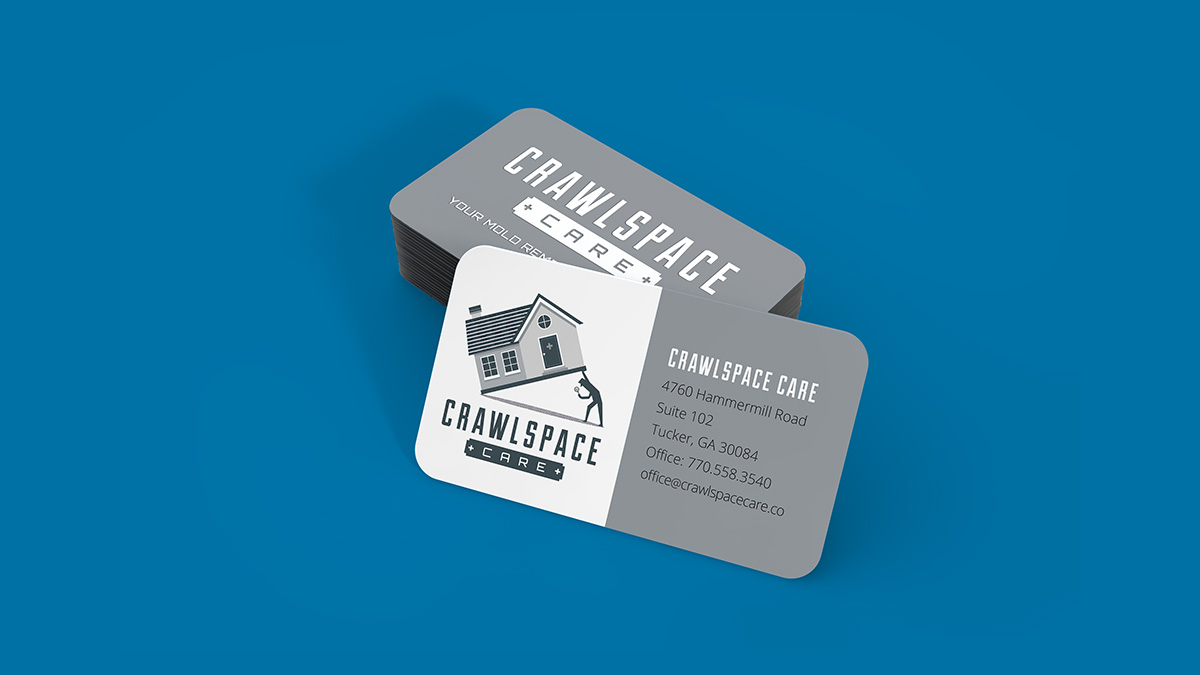 CRAWLSPACE
+ CARE +
YOUR MOLD
CRAWLSPACE
+ CARE +
CRAWLSPACE CARE
4760 Hammermill Road
Suite 102
Tucker, GA 30084
Office: 770.558.3540
office@crawlspacecare.co